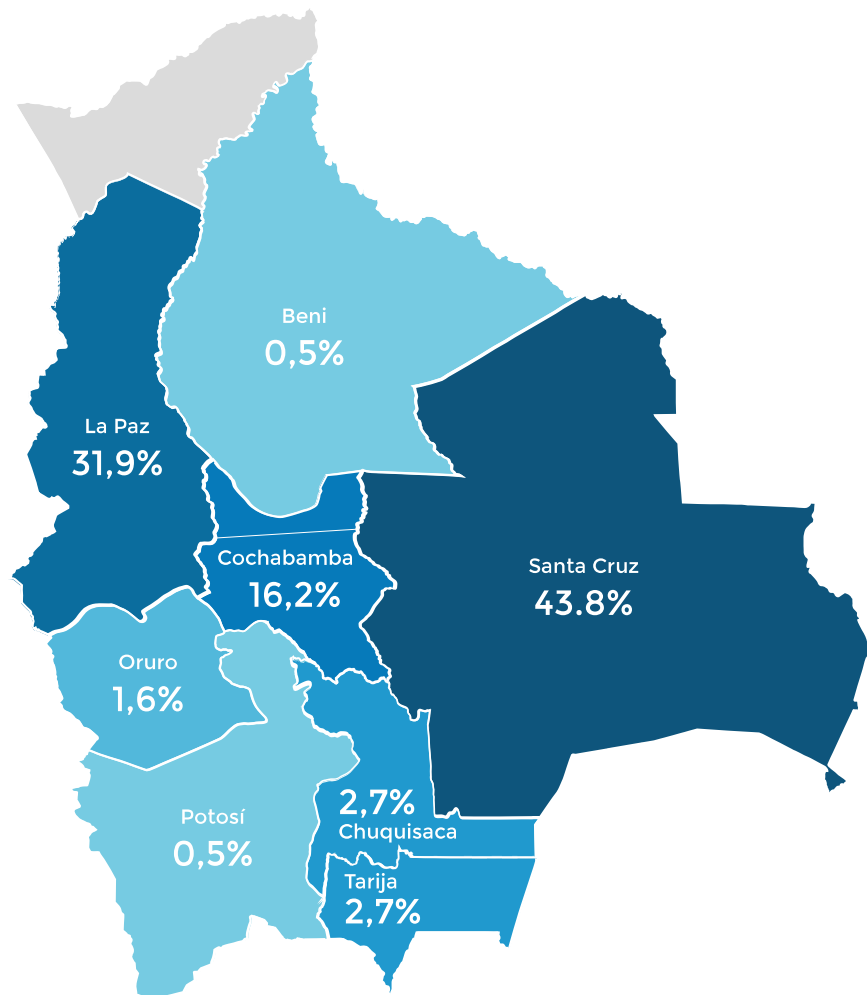 Beni
0,5%
La Paz
31,9%
Cochabamba
16,2%
Santa Cruz
43.8%
Oruro
1,6%
Potosí
0,5%
2,7%
Chuquisaca
Tarija
2,7%